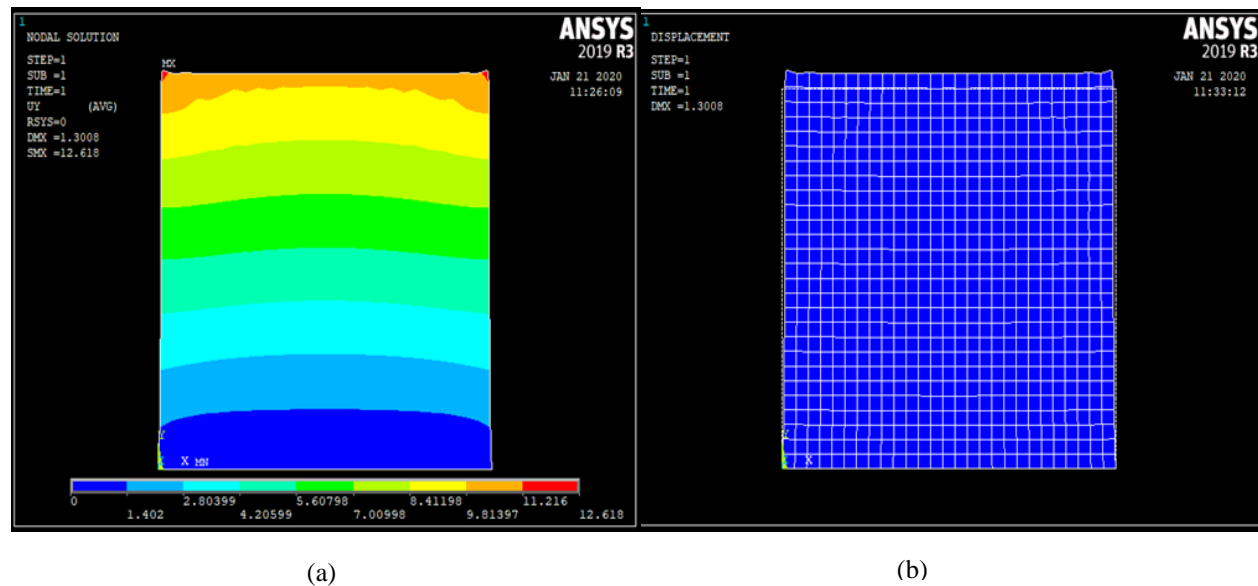 1
NODAL SOLUTION
STEP=1
SUB =1
TIME=1
UY (AVG)
RSYS=0
DMX =1.3008
SMX =12.618
ANSYS
2019 R3
JAN 21 2020
11:26:09
MX
Y
X MN
0 2.80399 5.60798 8.41198 11.216
1.402 4.20599 7.00998 9.81397 12.618
(a)
1
DISPLACEMENT
STEP=1
SUB =1
TIME=1
DMX =1.3008
ANSYS
2019 R3
JAN 21 2020
11:33:12
Y
X
(b)